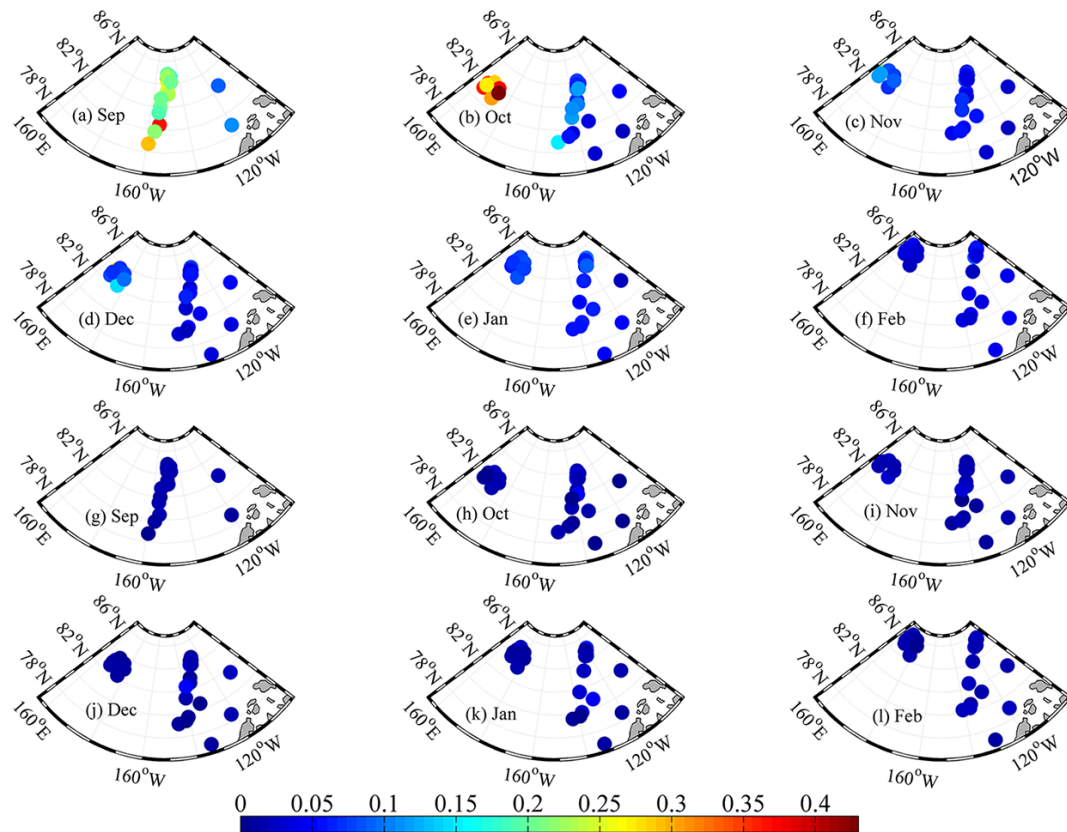 86°N 86°N 86°N
82°N 82°N 82°N
78°N 78°N 78°N
(a) Sep (b) Oct (c) Nov
160°E 160°E 160°E
120°W 120°W 120°W
160°W 160°W 160°W
86°N 86°N 86°N
82°N 82°N 82°N
78°N 78°N 78°N
(d) Dec (e) Jan (f) Feb
160°E 160°E 160°E
120°W 120°W 120°W
160°W 160°W 160°W
86°N 86°N 86°N
82°N 82°N 82°N
78°N 78°N 78°N
(g) Sep (h) Oct (i) Nov
160°E 160°E 160°E
120°W 120°W 120°W
160°W 160°W 160°W
86°N 86°N 86°N
82°N 82°N 82°N
78°N 78°N 78°N
(j) Dec (k) Jan (l) Feb
160°E 160°E 160°E
120°W 120°W 120°W
160°W 160°W 160°W
0 0.05 0.1 0.15 0.2 0.25 0.3 0.35 0.4